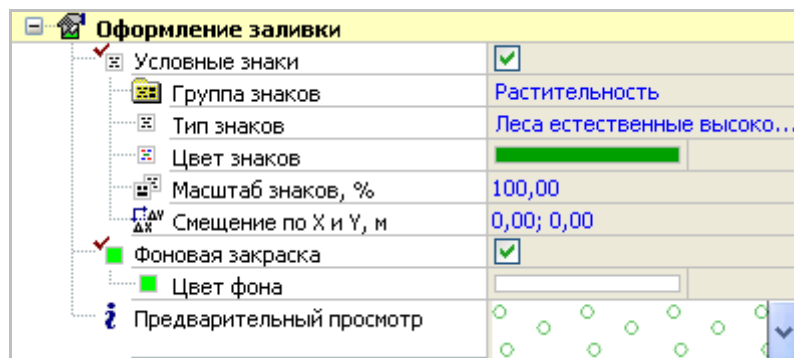 Оформление заливки
Условные знаки
Группа знаков Растительность
Тип знаков Леса естественные высоко...
Цвет знаков
Масштаб знаков, % 100,00
Смещение по X и Y, м 0,00; 0,00
Фоновая закраска
Цвет фона
Предварительный просмотр